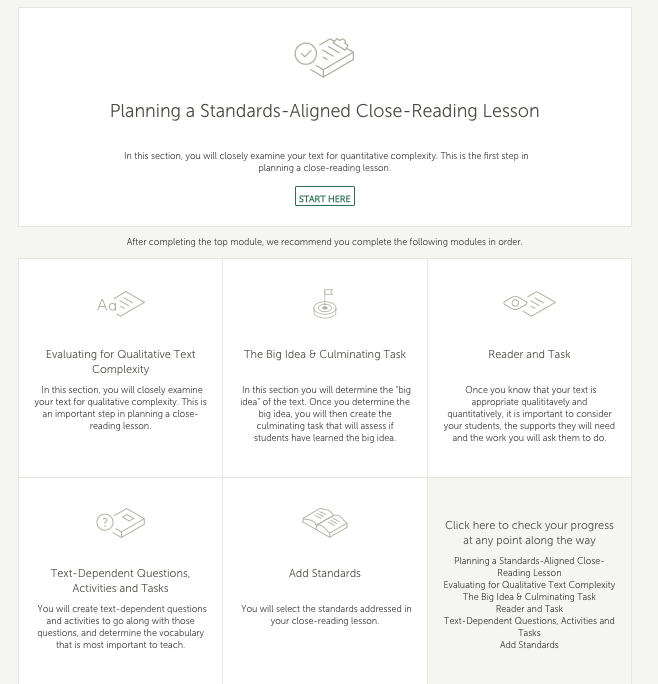 Planning a Standards-Aligned Close-Reading Lesson
In this section, you will closely examine your text for quantitative complexity. This is the first step in
planning a close-reading lesson.
START HERE
After completing the top module, we recommend you complete the following modules in order.
Aa
Evaluating for Qualitative Text
Complexity
In this section, you will closely examine
your text for qualitative complexity. This is
an important step in planning a close-
reading lesson.
The Big Idea & Culminating Task
In this section you will determine the "big
idea" of the text. Once you determine the
big idea, you will then create the
culminating task that will assess if
students have learned the big idea.
Reader and Task
Once you know that your text is
appropriate qualititavely and
quantitatively, it is important to consider
your students, the supports they will need
and the work you will ask them to do.
?
Text-Dependent Questions,
Activities and Tasks
You will create text-dependent questions
and activities to go along with those
questions, and determine the vocabulary
that is most important to teach.
Add Standards
You will select the standards addressed in
your close-reading lesson.
Click here to check your progress
at any point along the way
Planning a Standards-Aligned Close-
Reading Lesson
Evaluating for Qualitative Text Complexity
The Big Idea & Culminating Task
Reader and Task
Text-Dependent Questions, Activities and
Tasks
Add Standards